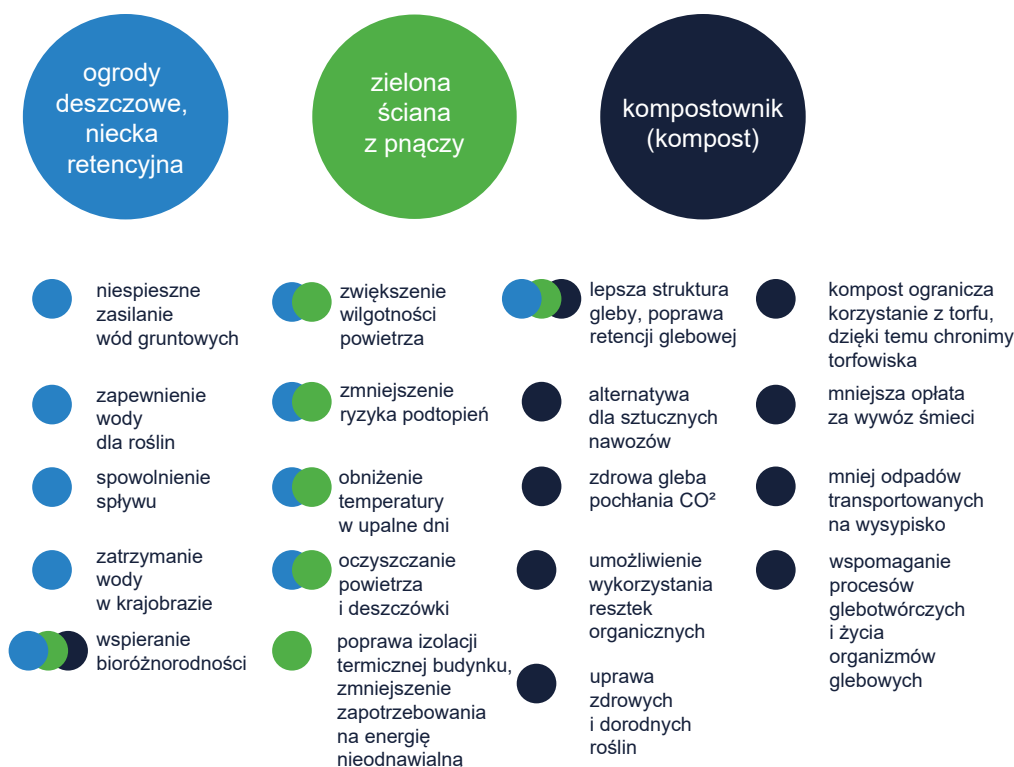 ogrody
deszczowe,
niecka
retencyjna
zielona
ściana
z pnączy
kompostownik
(kompost)
niespieszne
zasilanie
wód gruntowych
zapewnienie
wody
dla roślin
spowolnienie
spływu
zatrzymanie
wody
w krajobrazie
wspieranie
bioróżnorodności
zwiększenie
wilgotności
powietrza
zmniejszenie
ryzyka podtopień
obniżenie
temperatury
w upalne dni
oczyszczanie
powietrza
i deszczówki
poprawa izolacji
termicznej budynku,
zmniejszenie
zapotrzebowania
na energię
nieodnawialna
lepsza struktura
gleby, poprawa
retencji glebowej
alternatywa
dla sztucznych
nawozów
zdrowa gleba
pochłania CO²
umożliwienie
wykorzystania
resztek
organicznych
uprawa
zdrowych
i dorodnych
roślin
kompost ogranicza
korzystanie z torfu,
dzięki temu chronimy
torfowiska
mniejsza opłata
za wywóz śmieci
mniej odpadów
transportowanych
na wysypisko
wspomaganie
procesów
glebotwórczych
i życia
organizmów
glebowych